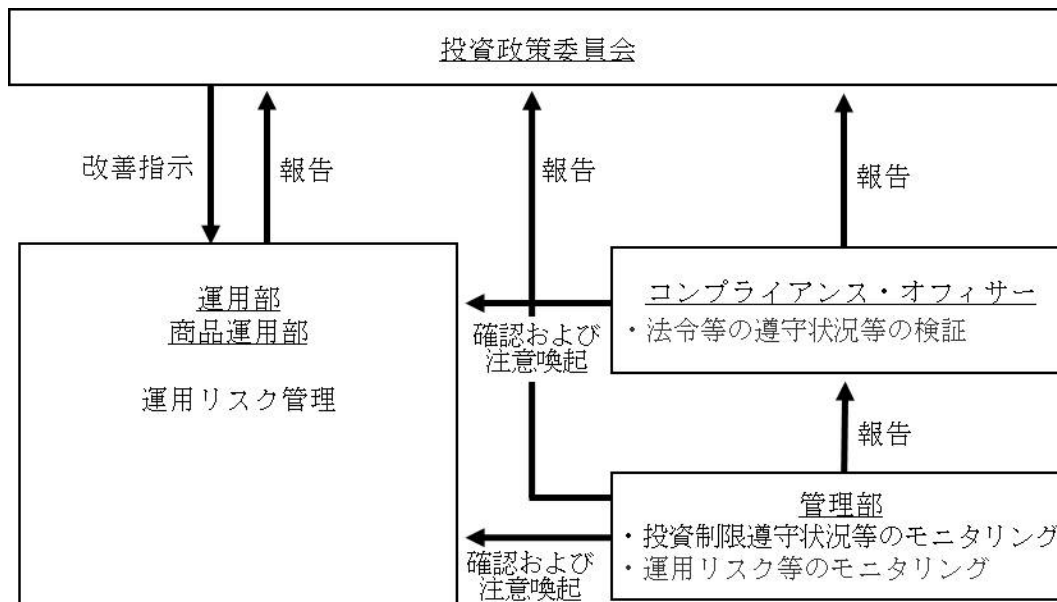 投資政策委員会
改善指示
報告
報告
報告
運用部
商品運用部
運用リスク管理
コンプライアンス・オフィサー
・法令等の遵守状況等の検証
確認および
注意喚起
報告
管理部
・投資制限遵守状況等のモニタリング
・運用リスク等のモニタリング
確認および
注意喚起